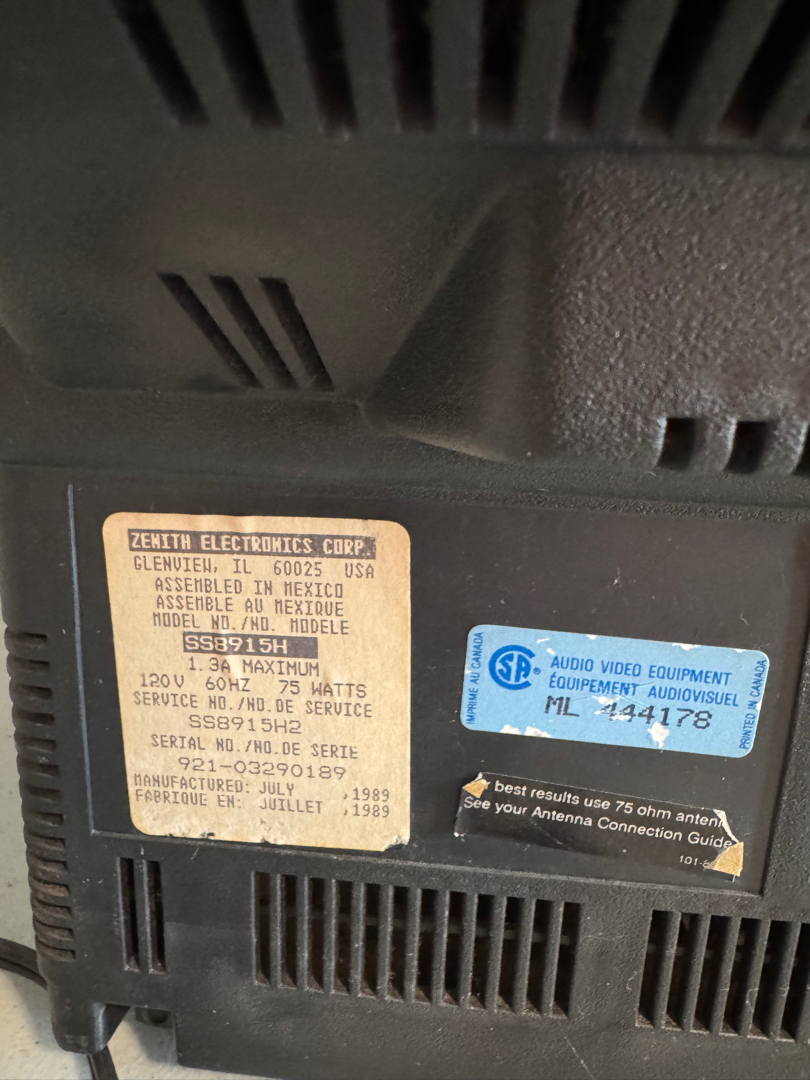 ZENITH ELECTRONICS CORP.
GLENVIEW, IL 60025 USA
ASSEMBLED IN MEXICO
ASSEMBLE AU MEXIQUE
MODEL NO./NO. MODELE
SS8915H
1.3A MAXIMUM
120V 60HZ 75 WATTS
SERVICE NO./NO.DE SERVICE
SS8915H2
SERIAL NO./NO.DE SERIE
921-03290189
MANUFACTURED: JULY ,1989
FABRIQUE EN: JUILLET ,1989
IMPRIMÉ AU CANADA
SA®
AUDIO VIDEO EQUIPMENT
ÉQUIPEMENT AUDIOVISUEL
ML 444178
PRINTED IN CANADA
best results use 75 ohm
See your Antenna Connection Guide
101-